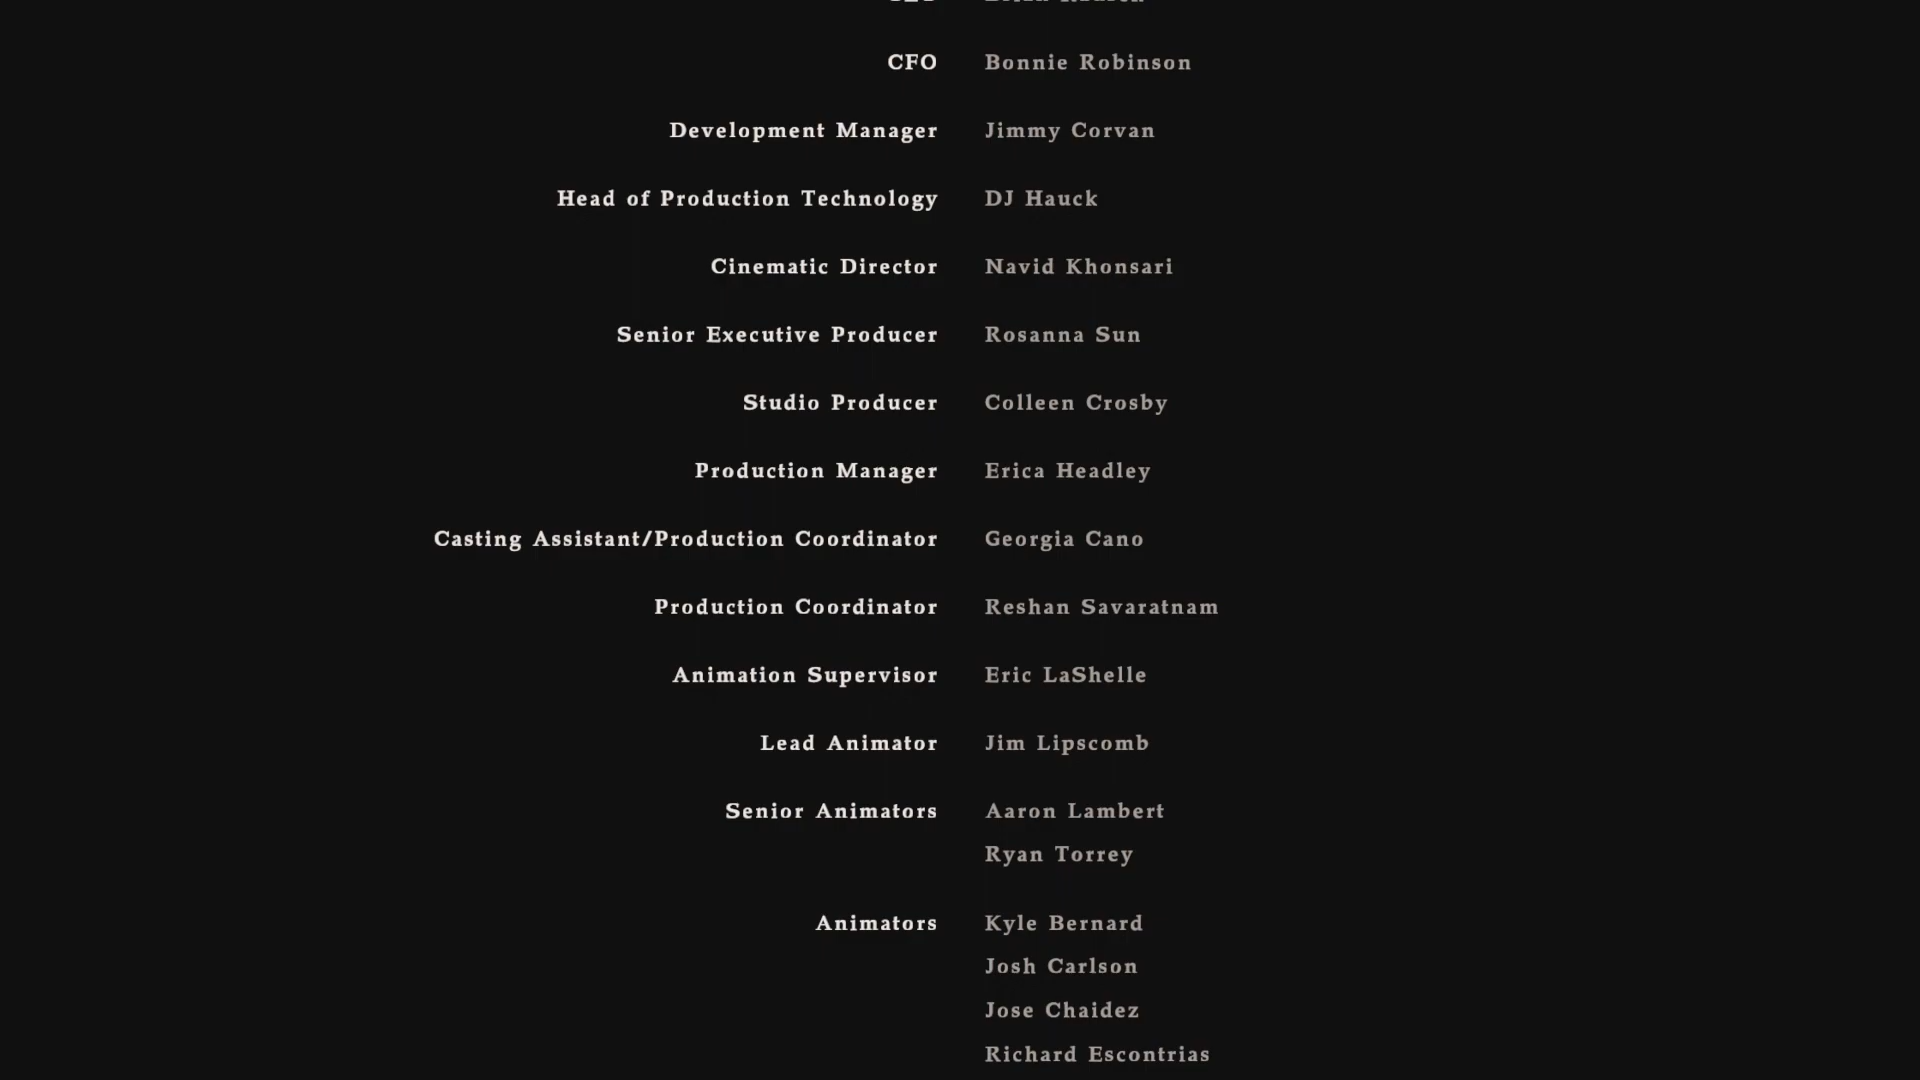 CFO Bonnie Robinson
Development Manager Jimmy Corvan
Head of Production Technology DJ Hauck
Cinematic Director Navid Khonsari
Senior Executive Producer Rosanna Sun
Studio Producer Colleen Crosby
Production Manager Erica Headley
Casting Assistant/Production Coordinator Georgia Cano
Production Coordinator Reshan Savaratnam
Animation Supervisor Eric LaShelle
Lead Animator Jim Lipscomb
Senior Animators Aaron Lambert
Ryan Torrey
Animators Kyle Bernard
Josh Carlson
Jose Chaidez
Richard Escontrias